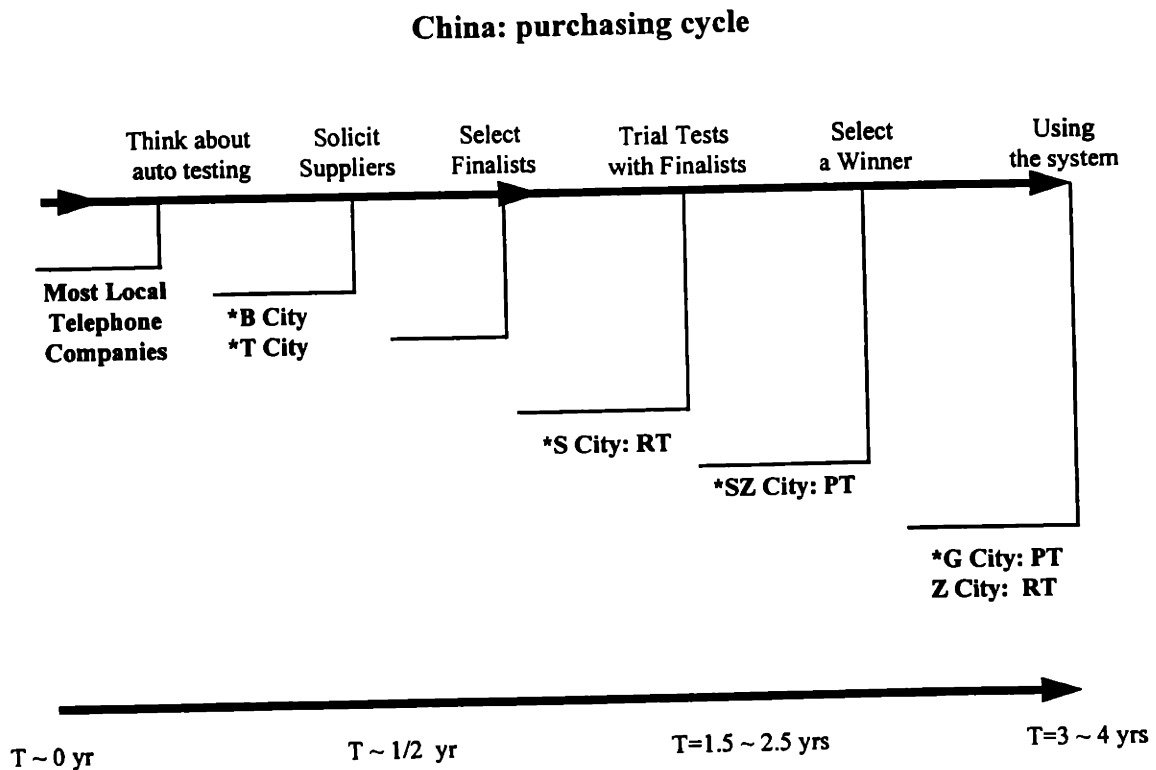 China: purchasing cycle
Think about
auto testing
Solicit
Suppliers
Select
Finalists
Trial Tests
with Finalists
Select
a Winner
Using
the system
Most Local
Telephone
Companies
*B City
*T City
*S City: RT
*SZ City: PT
*G City: PT
Z City: RT
T ~ 0 yr
T ~ 1/2 yr
T=1.5 ~ 2.5 yrs
T=3 ~ 4 yrs